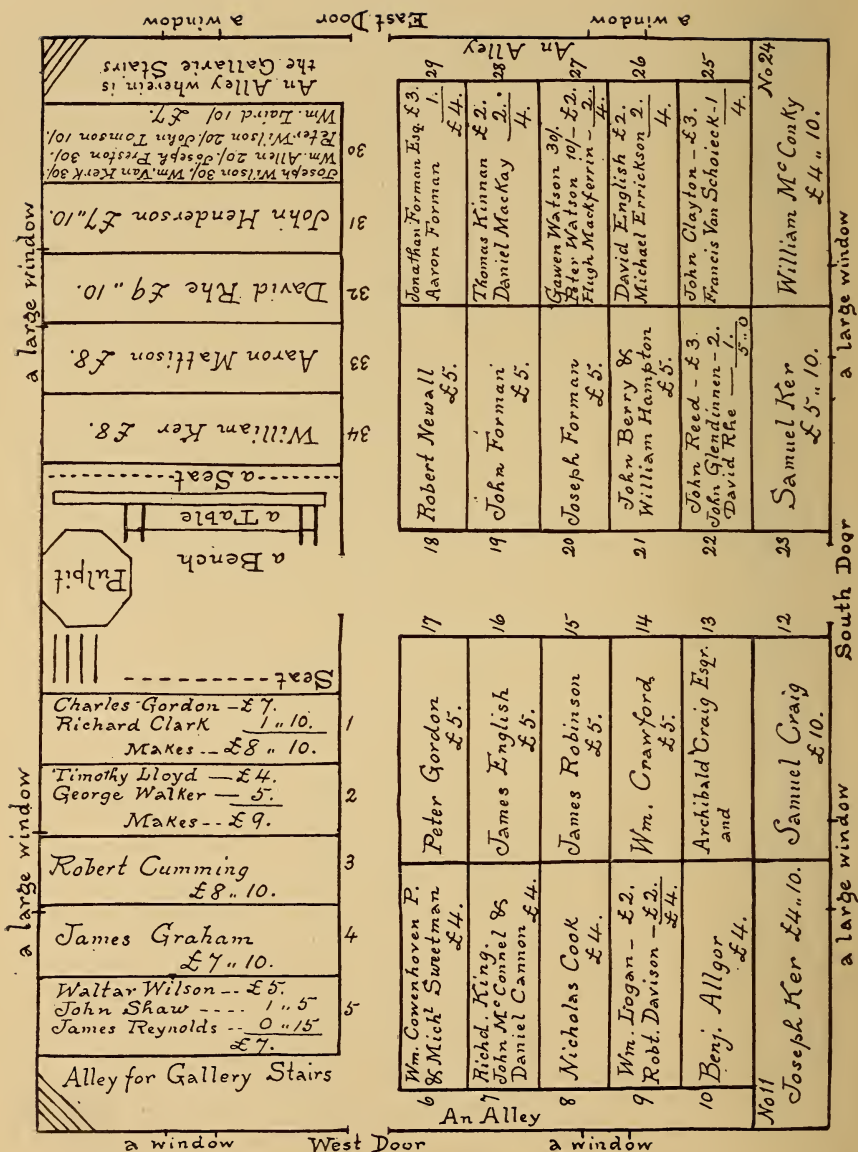 East Door
a window
a window
An Alley wherein is
the Gallarie Stairs
30
Joseph Wilson 30/ Wm. Van Kerk 30/
Wm. Allen 20/ Joseph Preston 30/.
Peter Wilson 20/ John Tomson 10/.
Wm. Laird 10/ £7.
31
John Henderson £7,,10.
32
David Rhe £9,,10.
33
Aaron Mattison £8.
34
William Ker £8.
a large window
a Seat
a Table
a Bench
Pulpit
Seat
Charles Gordon - £7.
Richard Clark 1,,10.
Makes -- £8,,10.
1
Timothy Lloyd — £4.
George Walker — 5.
Makes -- £9.
2
Robert Cumming
£8,,10.
3
James Graham
£7,,10.
4
Waltar Wilson -- £5.
John Shaw ---- 1,,5
James Reynolds -- 0,,15
£7.
5
a large window
Alley for Gallery Stairs
a window
West Door
a window
An Alley
6
Wm. Cowenhoven P.
& Michl Sweetman
£4.
7
Richd. King.
John McConnel &
Daniel Cannon £4.
8
Nicholas Cook
£4.
9
Wm. Logan - £2.
Robt. Davison - £2.
£4.
10
Benj. Allgor
£4.
No 11
Joseph Ker £4,,10.
12
Samuel Craig
£10.
13
Archibald Craig Esqr.
and
14
Wm. Crawford
£5.
15
James Robinson
£5.
16
James English
£5.
17
Peter Gordon
£5.
a large window
South Door
a large window
18
Robert Newall
£5.
19
John Forman
£5.
20
Joseph Forman
£5.
21
John Berry &
William Hampton
£5.
22
John Reed - £3.
John Glendinnen - 2.
David Rhe — 1.
5,,0
23
Samuel Ker
£5,,10.
No 24
William McConky
£4,,10.
25
John Clayton - £3.
Francis Van Schoieck - 1
4.
26
David English £2.
Michael Errickson 2.
4.
27
Gawen Watson 30/
Peter Watson 10/ - £2.
Hugh Mackferrin - 2.
4.
28
Thomas Kinnan £2.
Daniel MacKay 2.
4.
29
Jonathan Forman Esq. £3.
Aaron Forman 1.
£4.
An Alley